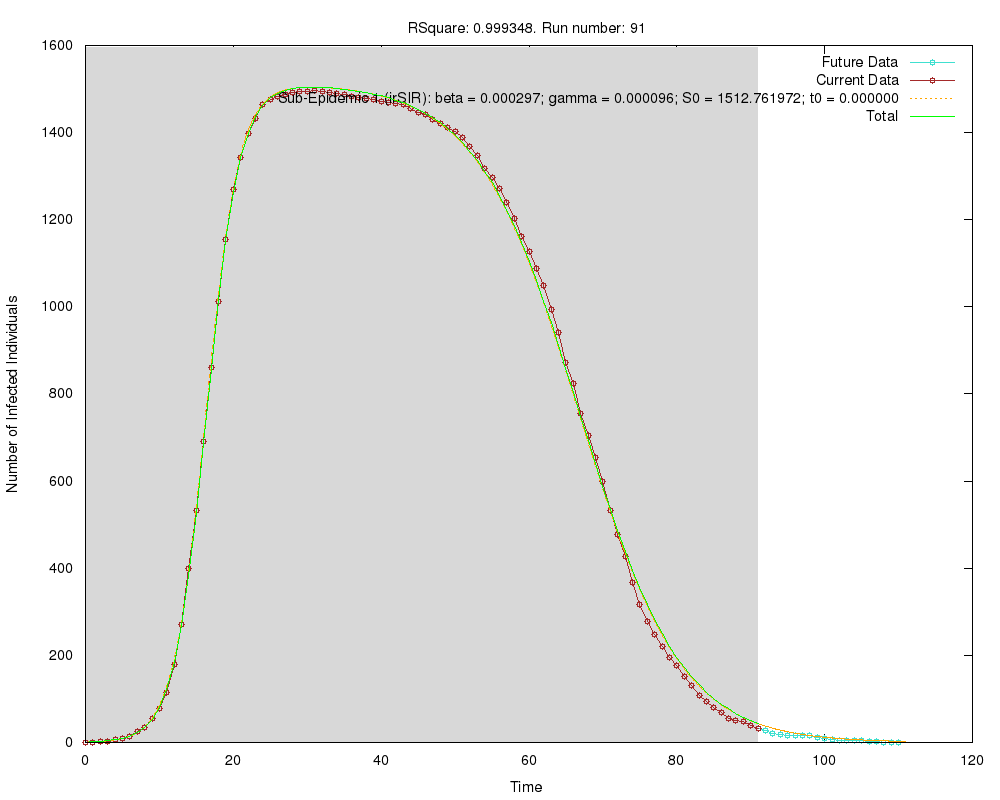 RSquare: 0.999348. Run number: 91
1600
1400
1200
1000
800
600
400
200
0
Number of Infected Individuals
Future Data
Current Data
Sub-Epidemic 1 (irSIR): beta = 0.000297; gamma = 0.000096; S0 = 1512.761972; t0 = 0.000000
Total
0 20 40 60 80 100 120
Time